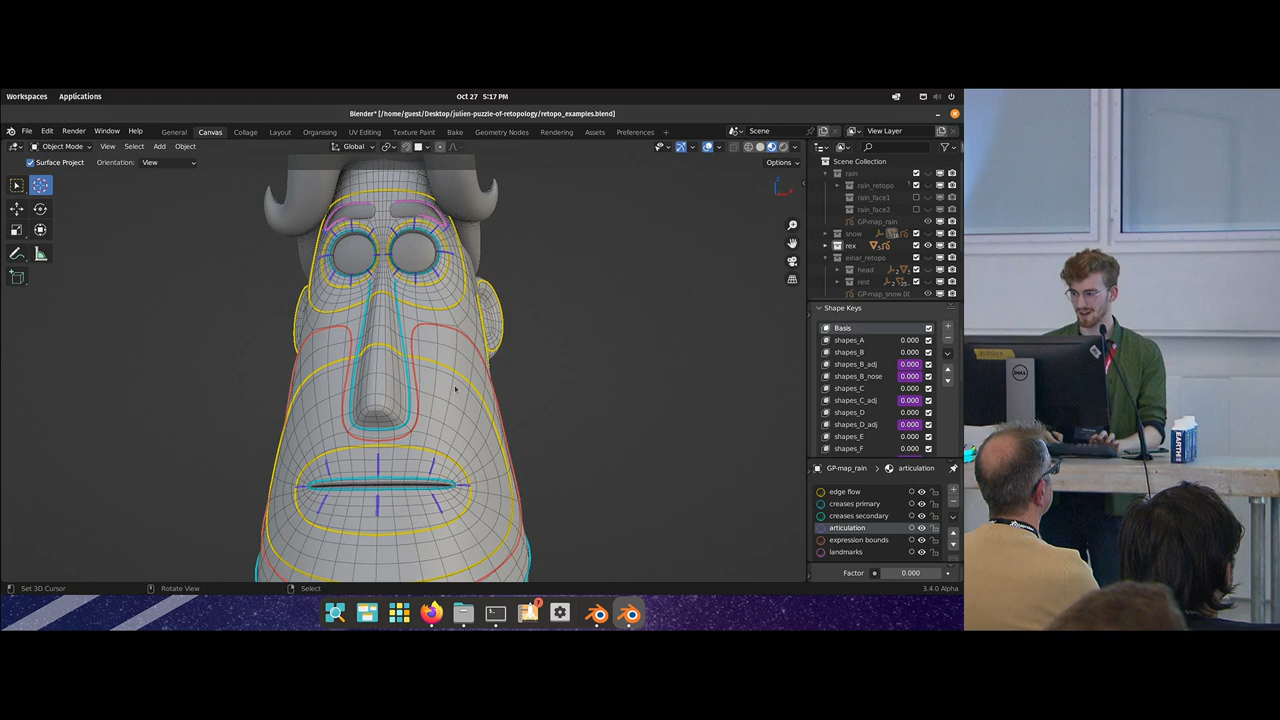 Workspaces Applications Oct 27 5:17 PM
Blender* [/home/guest/Desktop/julien-puzzle-of-retopology/retopo_examples.blend]
File Edit Render Window Help General Canvas Collage Layout Organising UV Editing Texture Paint Bake Geometry Nodes Rendering Assets Preferences + Scene View Layer
Object Mode View Select Add Object Global
Surface Project Orientation: View Options
Scene Collection
rain
rain_retopo
rain_face1
rain_face2
GP-map_rain
snow
rex
einar_retopo
head
rest
GP-map_snow.0(
Shape Keys
Basis
shapes_A 0.000
shapes_B 0.000
shapes_B_adj 0.000
shapes_B_nose 0.000
shapes_C 0.000
shapes_C_adj 0.000
shapes_D 0.000
shapes_D_adj 0.000
shapes_E 0.000
shapes_F 0.000
GP-map_rain > articulation
edge flow
creases primary
creases secondary
articulation
expression bounds
landmarks
Factor 0.000
Set 3D Cursor Rotate View Select 3.4.0 Alpha
DELL
EARTH